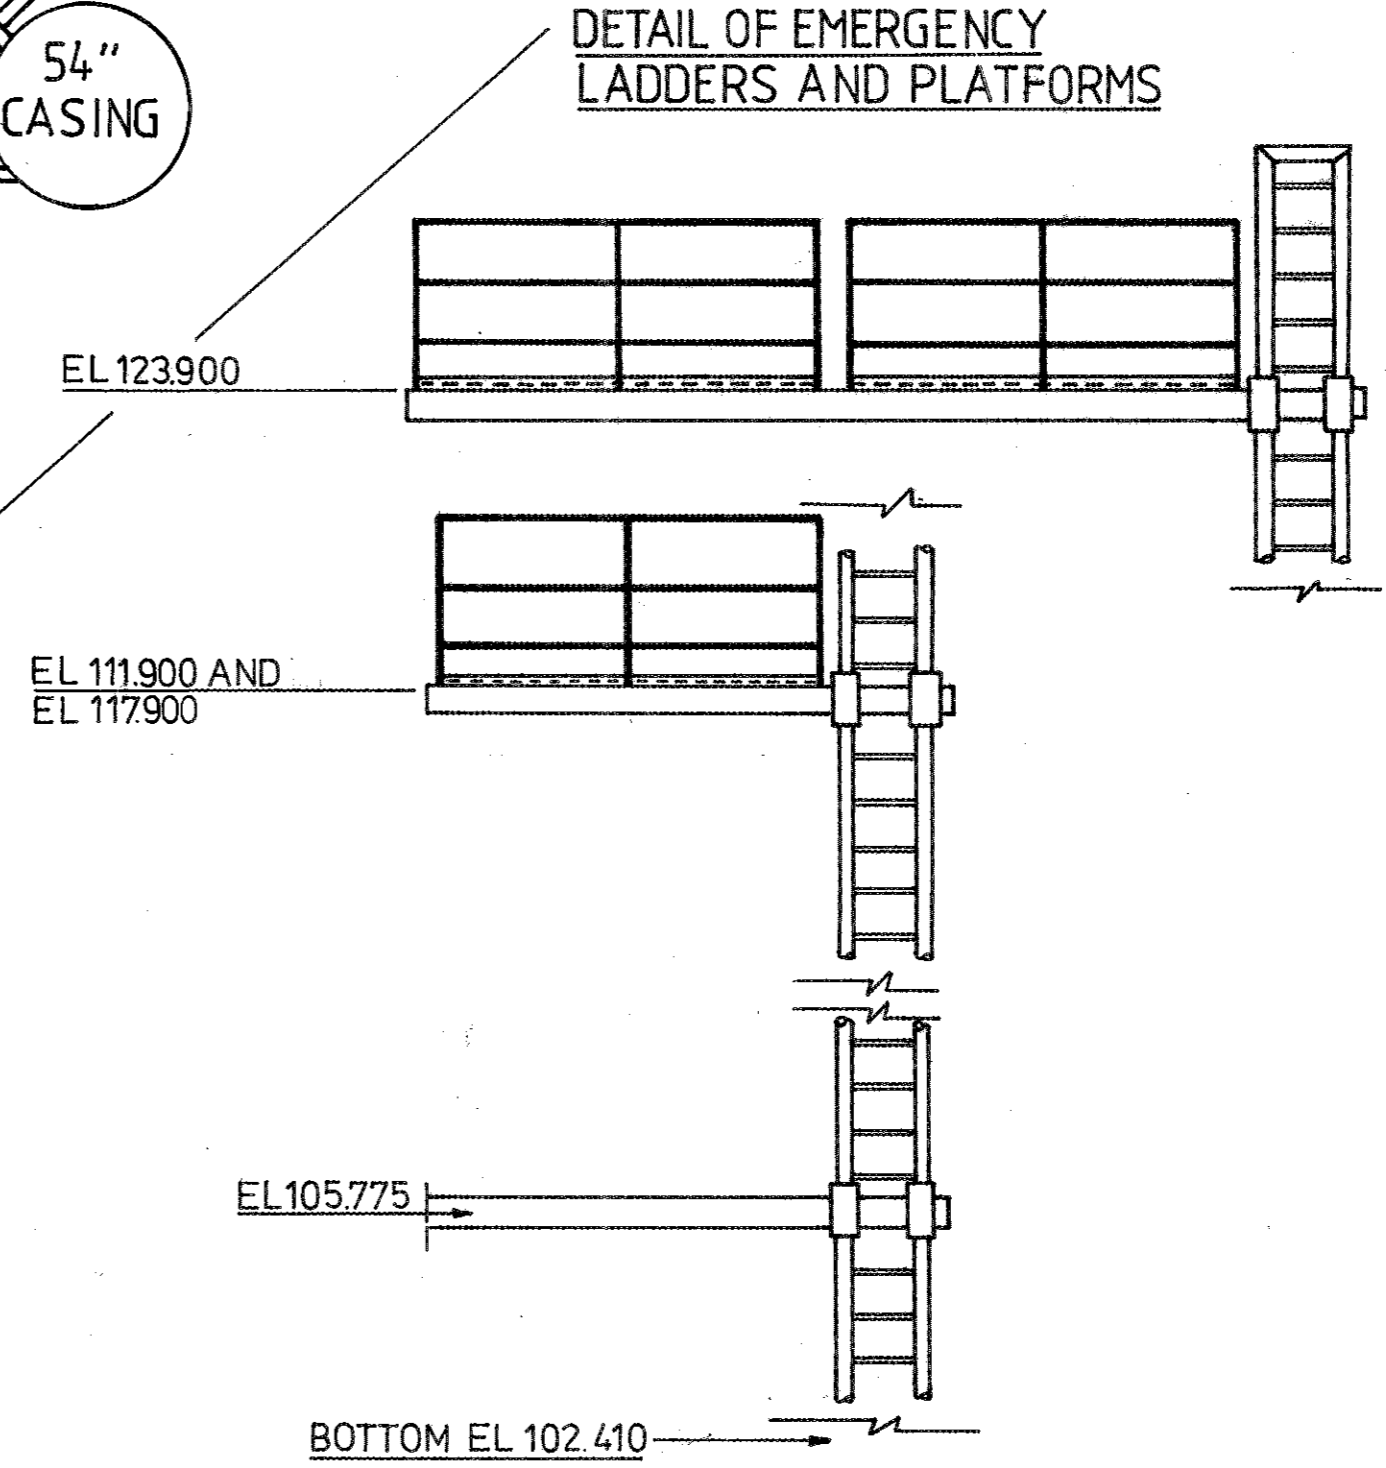 54"
CASING
DETAIL OF EMERGENCY
LADDERS AND PLATFORMS
EL 123.900
EL 111.900 AND
EL 117.900
EL 105.775
BOTTOM EL 102.410